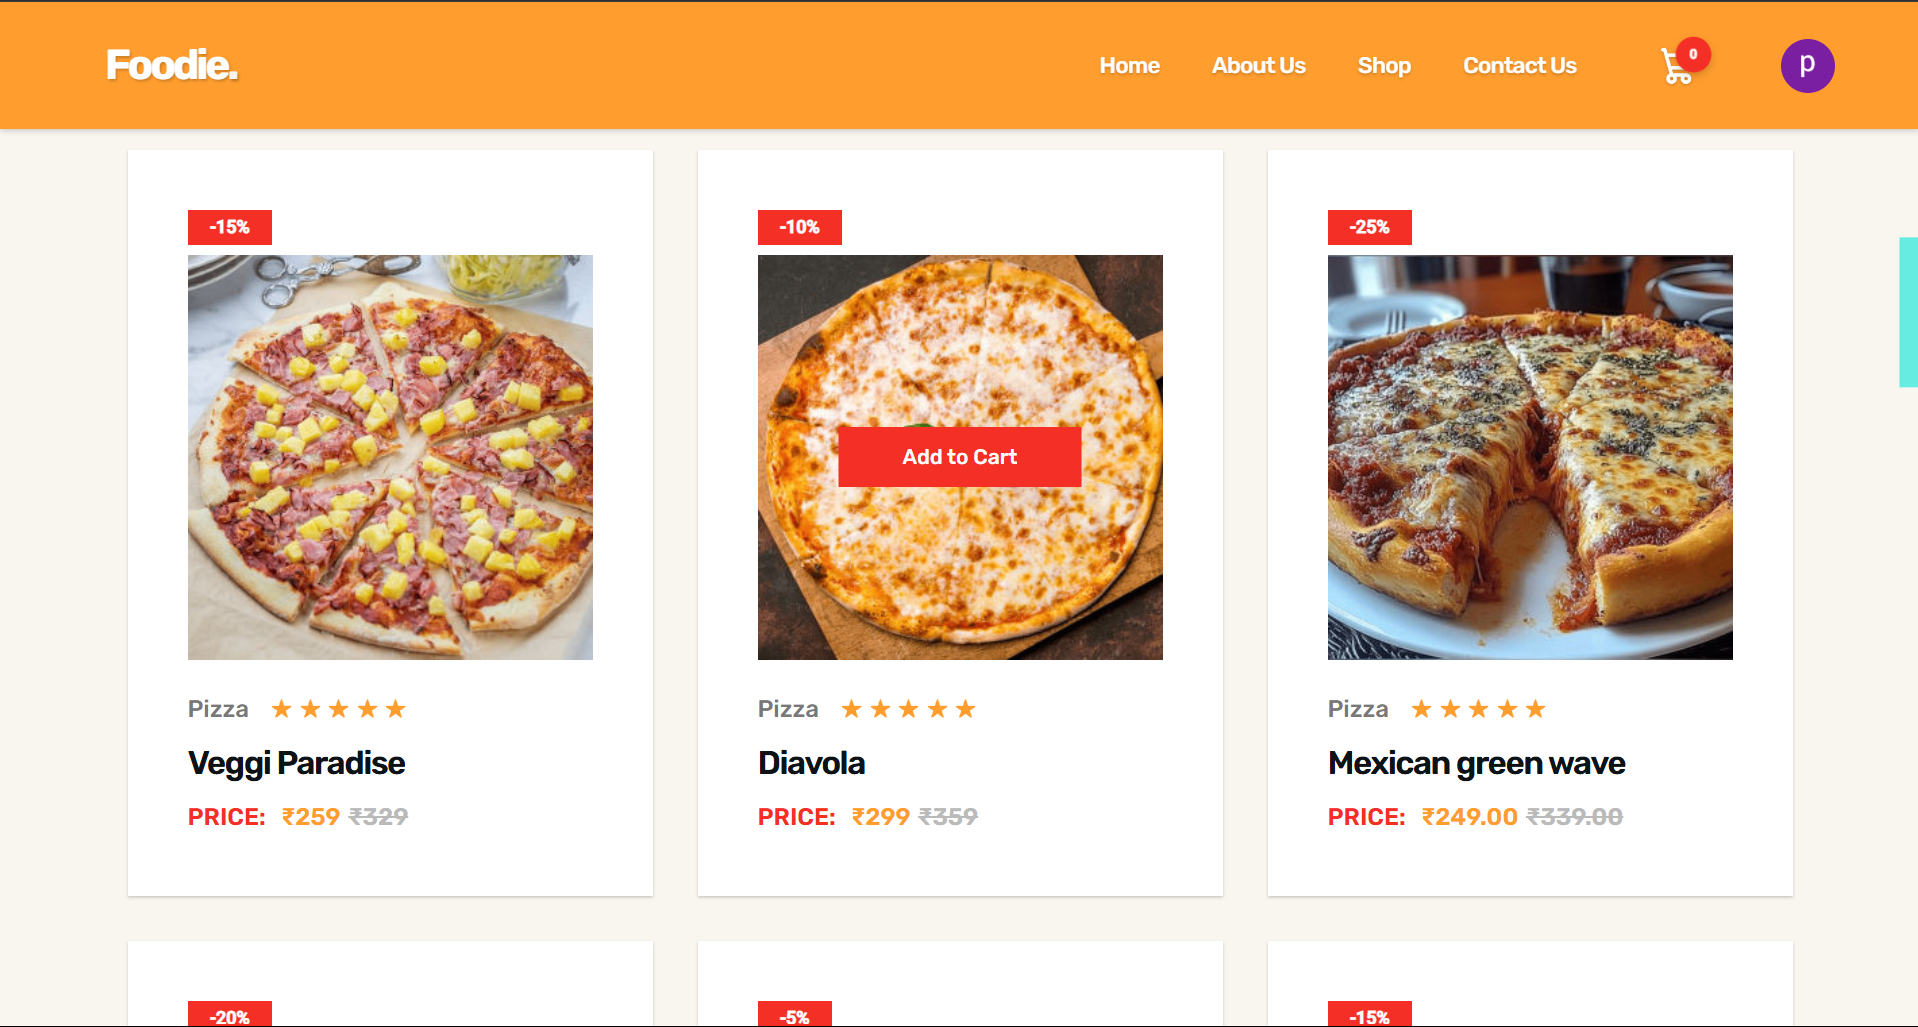 Foodie.
Home About Us Shop Contact Us 0 p
-15%
Pizza
Veggi Paradise
PRICE: ₹259 ₹329
-10%
Add to Cart
Pizza
Diavola
PRICE: ₹299 ₹359
-25%
Pizza
Mexican green wave
PRICE: ₹249.00 ₹339.00
-20%
-5%
-15%